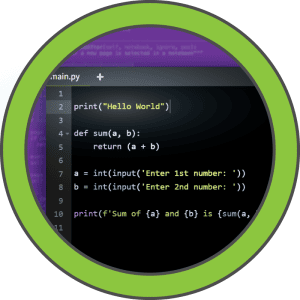 main.py +
1
2 print("Hello World")
3
4 def sum(a, b):
5 return (a + b)
6
7 a = int(input('Enter 1st number: '))
8 b = int(input('Enter 2nd number: '))
9
10 print(f'Sum of {a} and {b} is {sum(a,
11